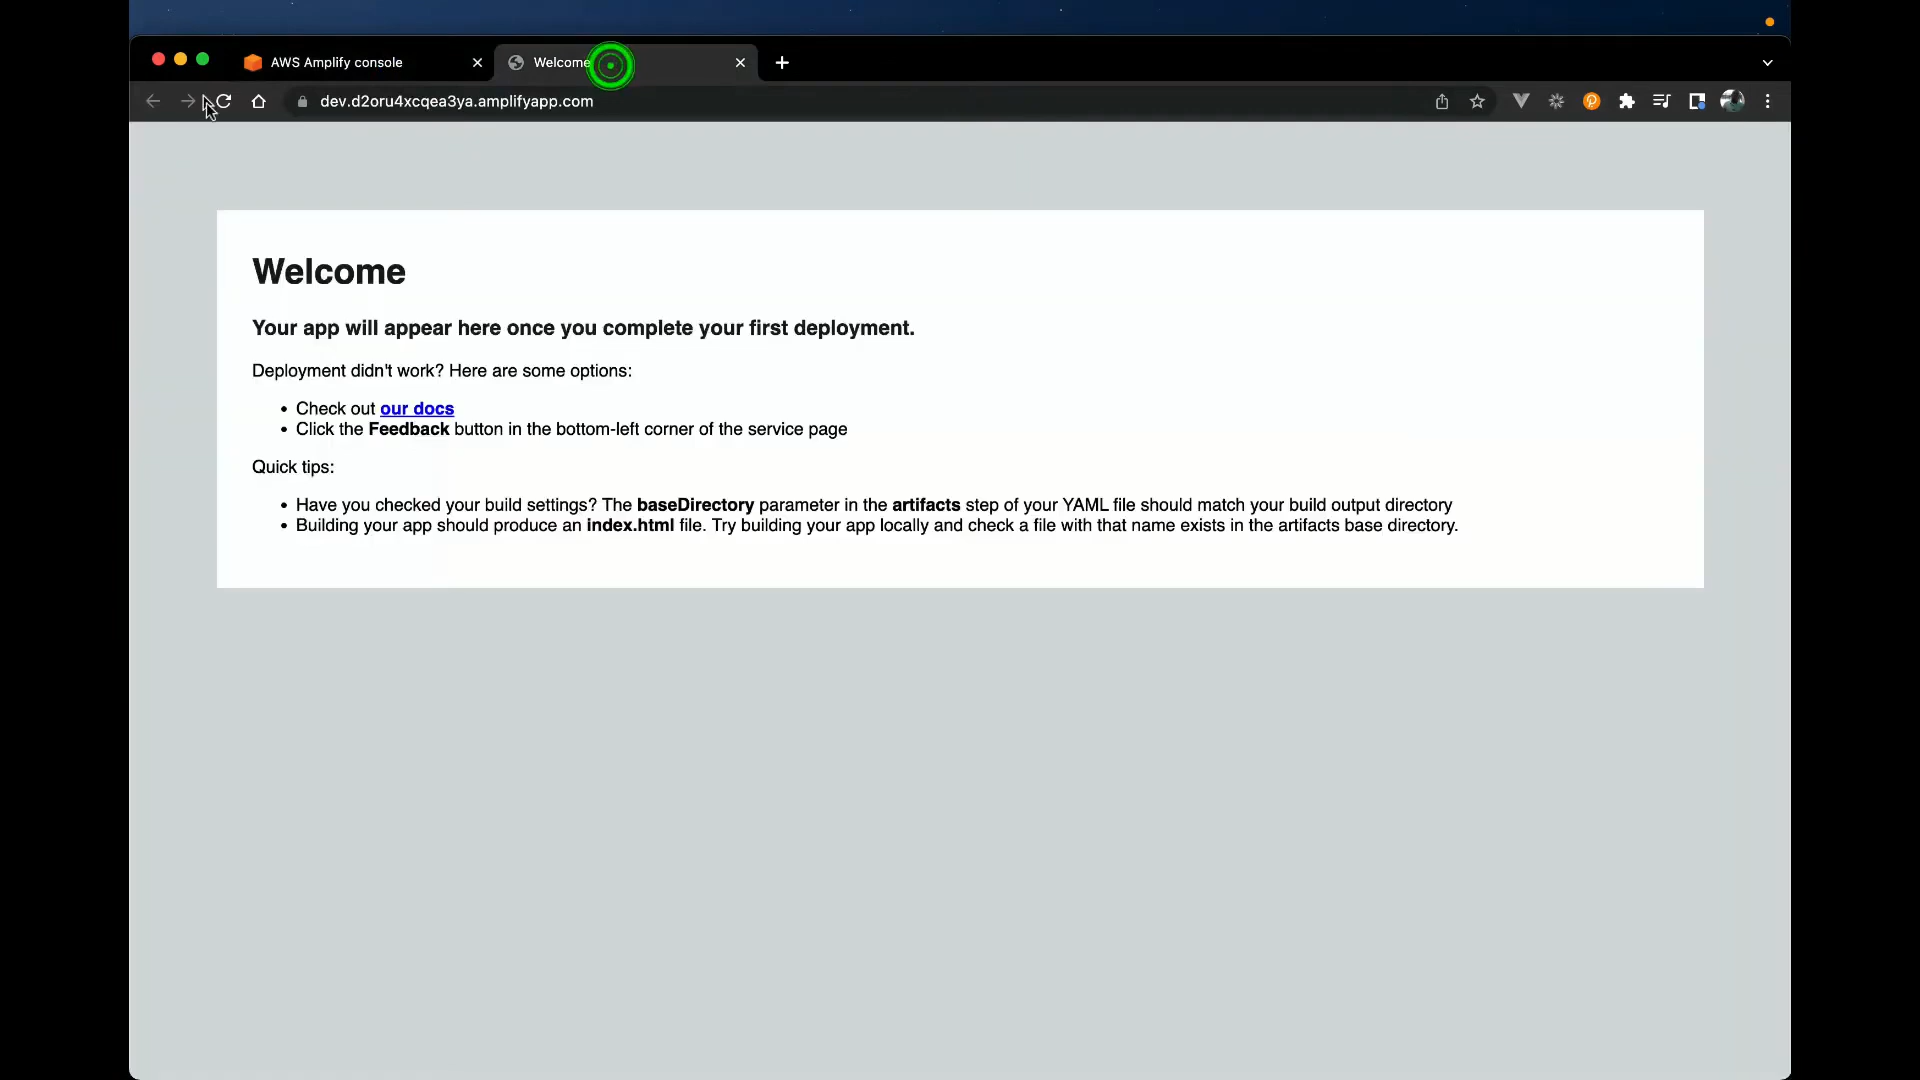 AWS Amplify console
Welcome
dev.d2oru4xcqea3ya.amplifyapp.com
Welcome
Your app will appear here once you complete your first deployment.
Deployment didn't work? Here are some options:
• Check out our docs
• Click the Feedback button in the bottom-left corner of the service page
Quick tips:
• Have you checked your build settings? The baseDirectory parameter in the artifacts step of your YAML file should match your build output directory
• Building your app should produce an index.html file. Try building your app locally and check a file with that name exists in the artifacts base directory.